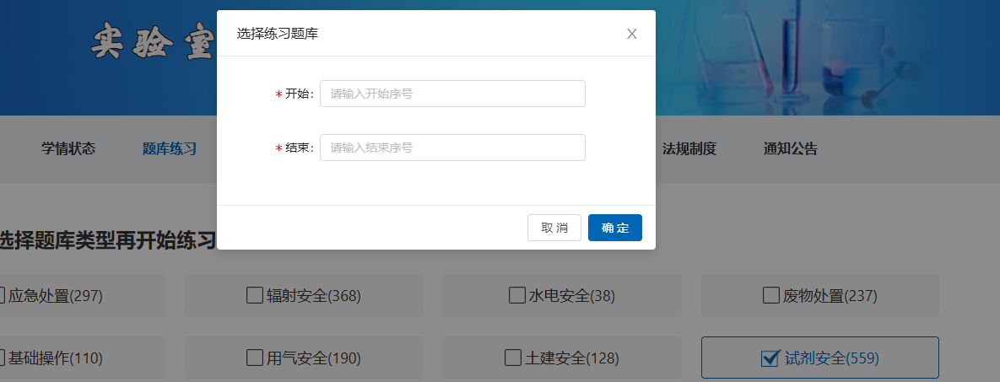 实验室
选择练习题库
* 开始:
请输入开始序号
* 结束:
请输入结束序号
取消
确定
学情状态
题库练习
法规制度
通知公告
选择题库类型再开始练习
应急处置(297)
辐射安全(368)
水电安全(38)
废物处置(237)
基础操作(110)
用气安全(190)
土建安全(128)
试剂安全(559)